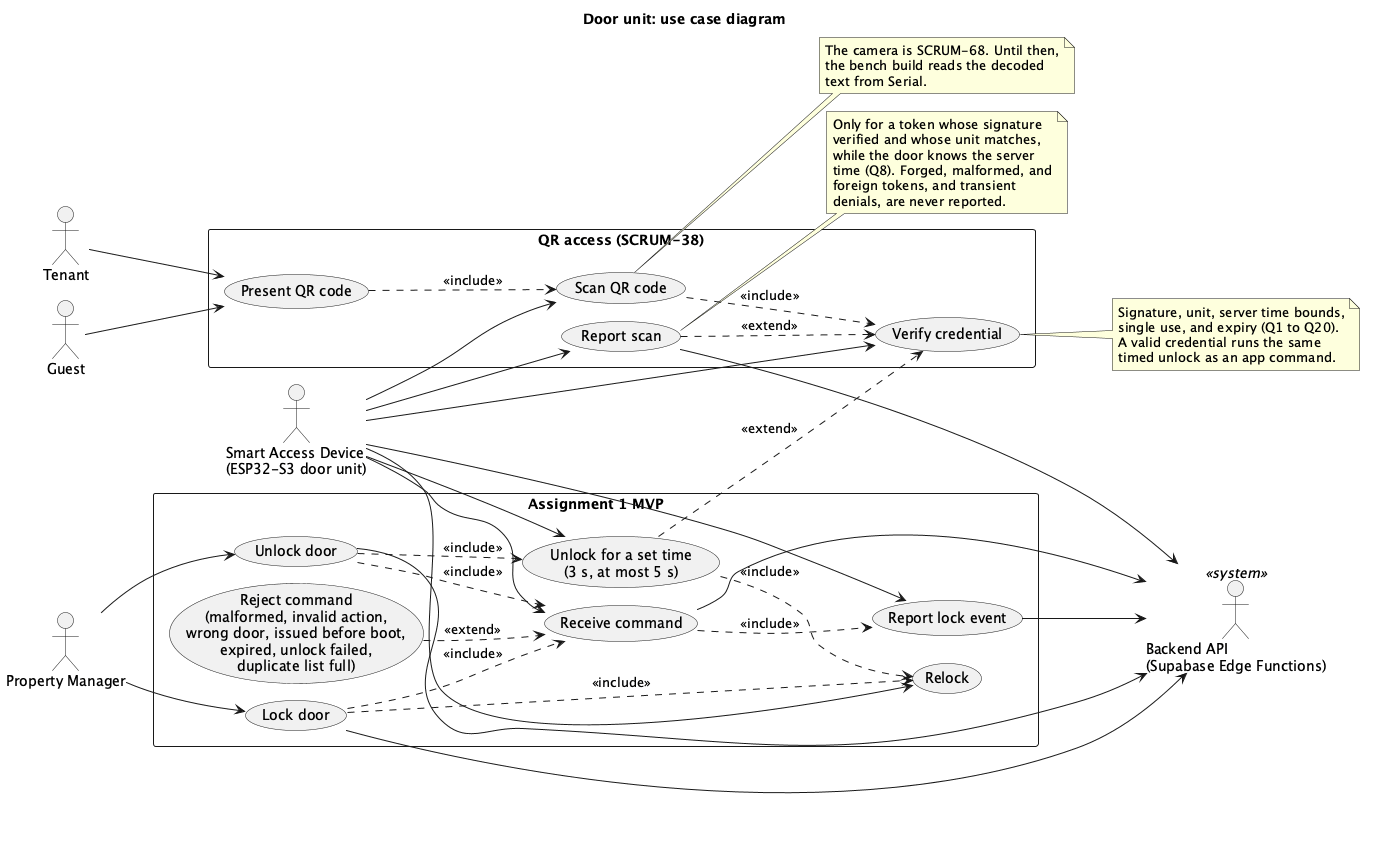 Door unit: use case diagram
The camera is SCRUM-68. Until then,
the bench build reads the decoded
text from Serial.
Only for a token whose signature
verified and whose unit matches,
while the door knows the server
time (Q8). Forged, malformed, and
foreign tokens, and transient
denials, are never reported.
QR access (SCRUM-38)
Tenant
Guest
Present QR code
«include»
Scan QR code
«include»
Report scan
«extend»
Verify credential
Signature, unit, server time bounds,
single use, and expiry (Q1 to Q20).
A valid credential runs the same
timed unlock as an app command.
Smart Access Device
(ESP32-S3 door unit)
«extend»
Assignment 1 MVP
Unlock door
«include»
«include»
Unlock for a set time
(3 s, at most 5 s)
«include»
Reject command
(malformed, invalid action,
wrong door, issued before boot,
expired, unlock failed,
duplicate list full)
«extend»
«include»
Receive command
«include»
Report lock event
«system»
Backend API
(Supabase Edge Functions)
Property Manager
«include»
Relock
Lock door